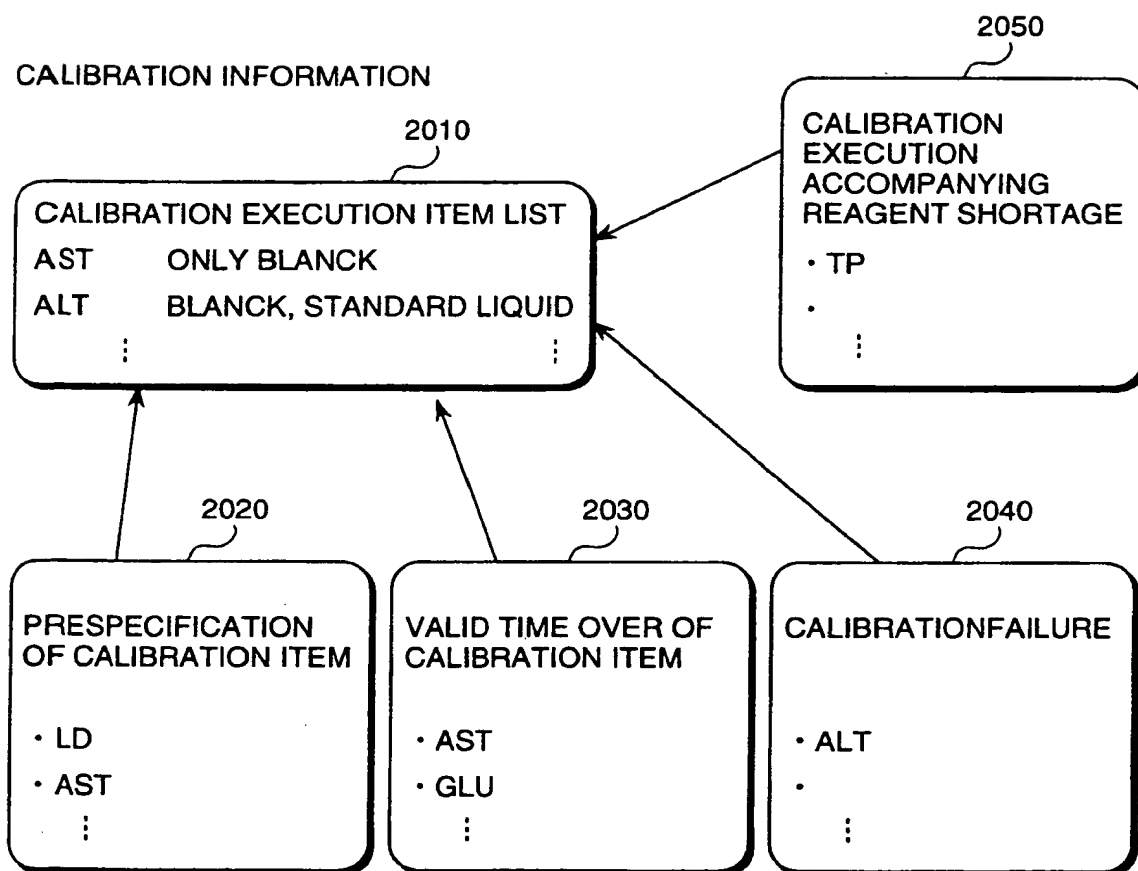 2050
CALIBRATION INFORMATION
2010
CALIBRATION
EXECUTION
ACCOMPANYING
REAGENT SHORTAGE
· TP
·
CALIBRATION EXECUTION ITEM LIST
AST ONLY BLANCK
ALT BLANCK, STANDARD LIQUID
2020
2030
2040
PRESPECIFICATION
OF CALIBRATION ITEM
· LD
· AST
VALID TIME OVER OF
CALIBRATION ITEM
· AST
· GLU
CALIBRATIONFAILURE
· ALT
·